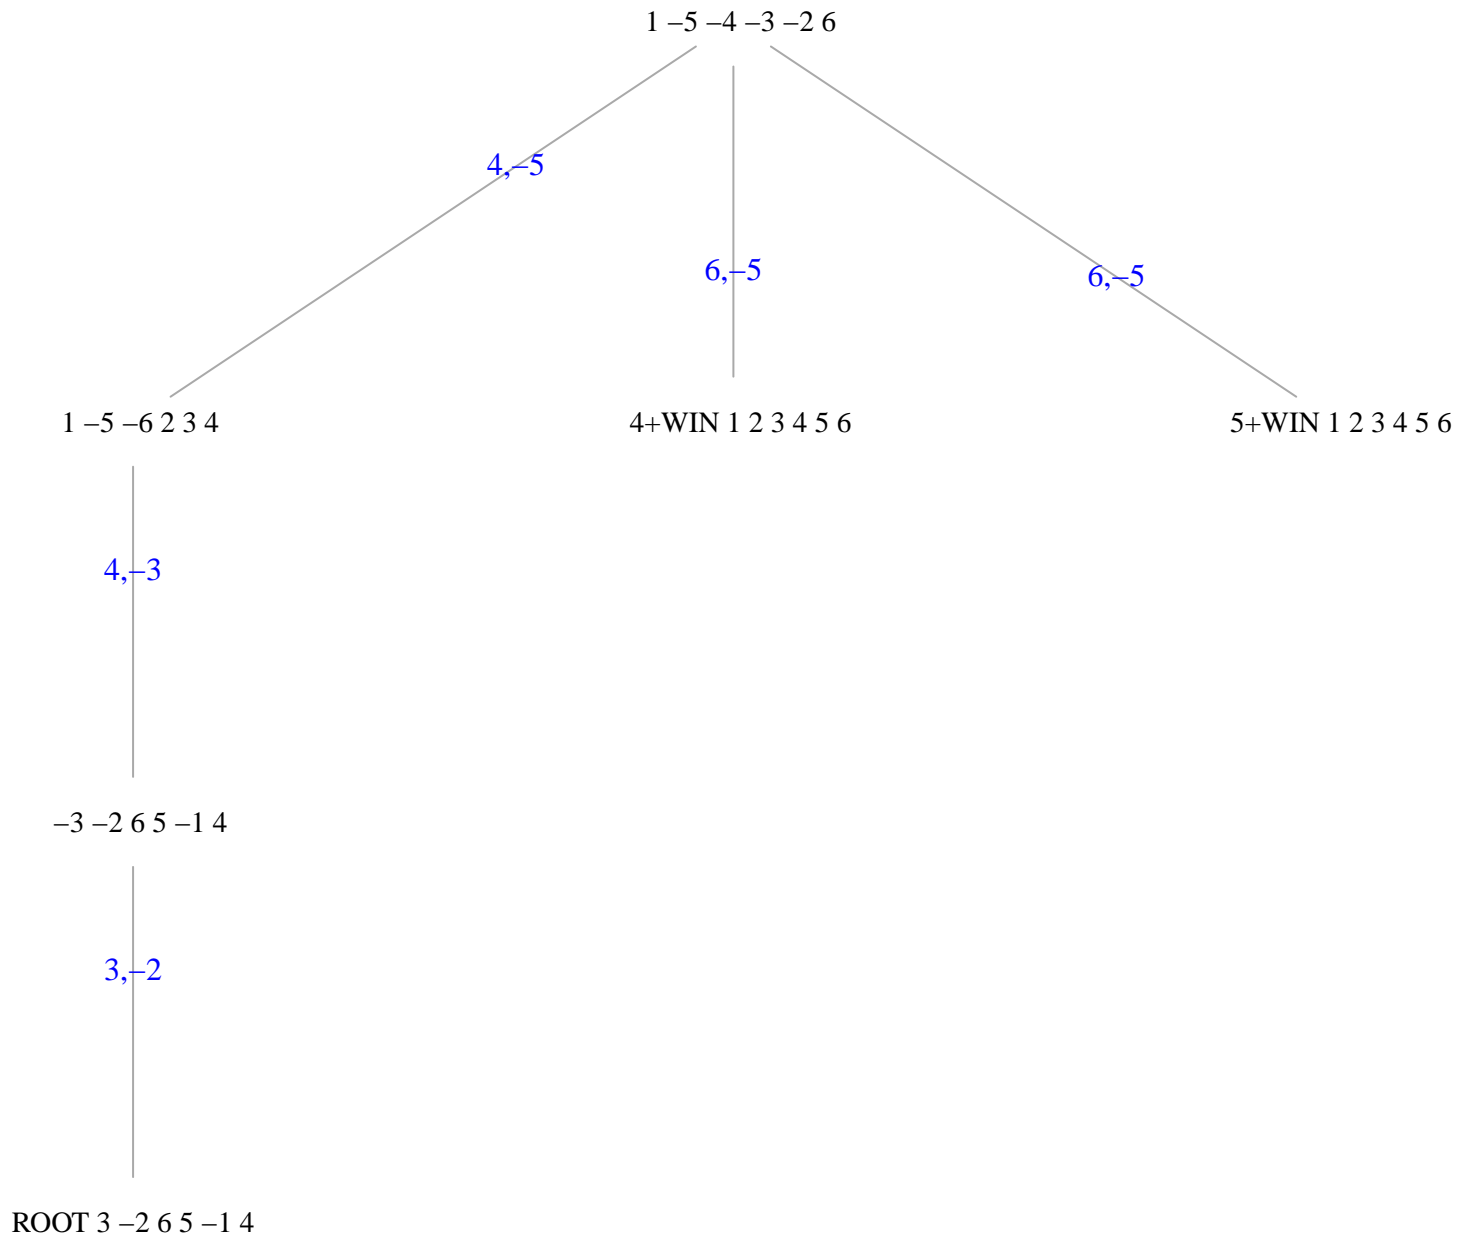 1 –5 –4 –3 –2 6
4,–5
6,–5
6,–5
1 –5 –6 2 3 4
4+WIN 1 2 3 4 5 6
5+WIN 1 2 3 4 5 6
4,–3
–3 –2 6 5 –1 4
3,–2
ROOT 3 –2 6 5 –1 4